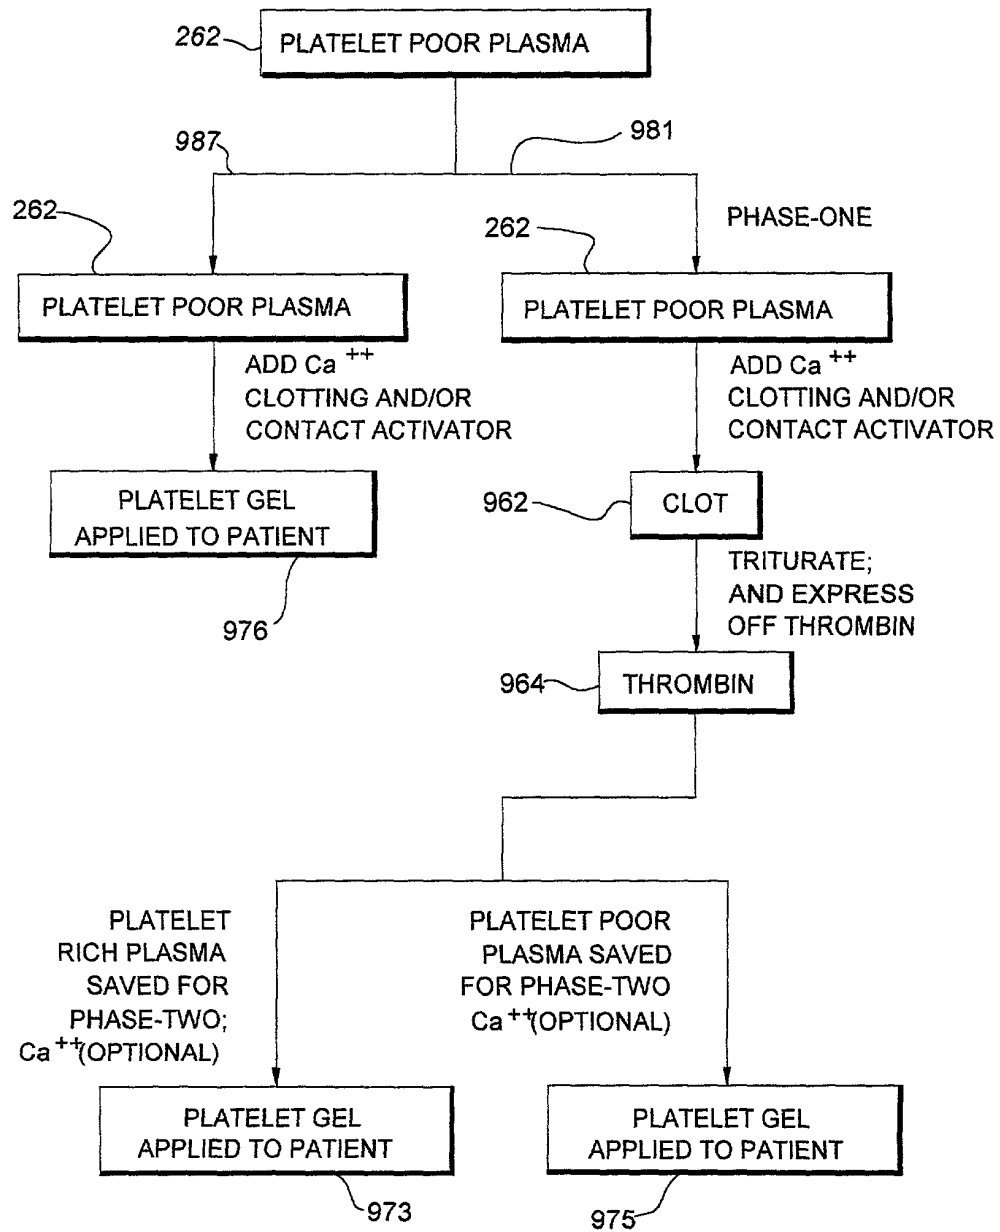 262
PLATELET POOR PLASMA
987
981
262
262
PHASE-ONE
PLATELET POOR PLASMA
PLATELET POOR PLASMA
ADD Ca ++
CLOTTING AND/OR
CONTACT ACTIVATOR
ADD Ca ++
CLOTTING AND/OR
CONTACT ACTIVATOR
PLATELET GEL
APPLIED TO PATIENT
976
962
CLOT
TRITURATE;
AND EXPRESS
OFF THROMBIN
964
THROMBIN
PLATELET
RICH PLASMA
SAVED FOR
PHASE-TWO;
Ca ++(OPTIONAL)
PLATELET POOR
PLASMA SAVED
FOR PHASE-TWO
Ca ++(OPTIONAL)
PLATELET GEL
APPLIED TO PATIENT
973
PLATELET GEL
APPLIED TO PATIENT
975